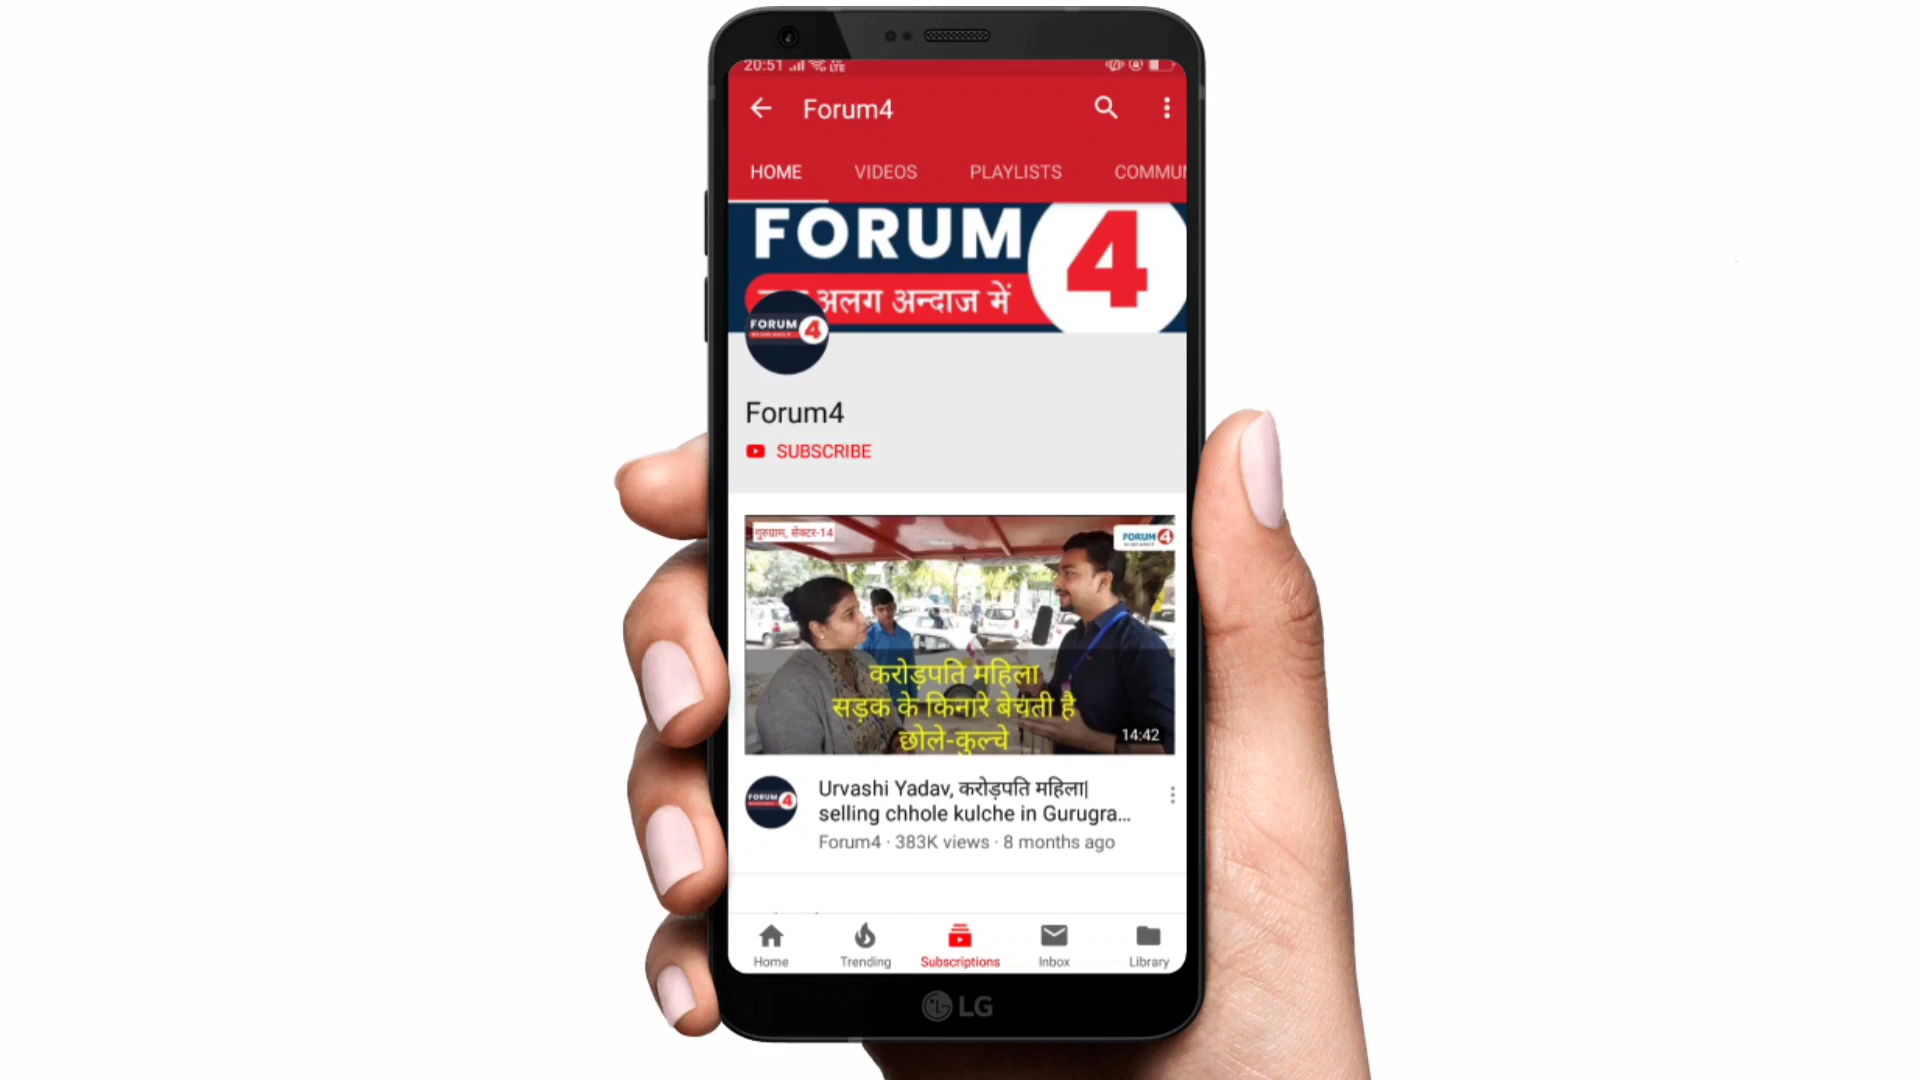 20:51
Forum4
HOME VIDEOS PLAYLISTS COMMUN
FORUM 4
अलग अन्दाज में
FORUM 4
Forum4
SUBSCRIBE
गुरुग्राम, सेक्टर-14
FORUM 4
करोड़पति महिला
सड़क के किनारे बेचती है
छोले-कुल्चे
14:42
FORUM 4
Urvashi Yadav, करोड़पति महिला|
selling chhole kulche in Gurugra...
Forum4 · 383K views · 8 months ago
Home Trending Subscriptions Inbox Library
LG